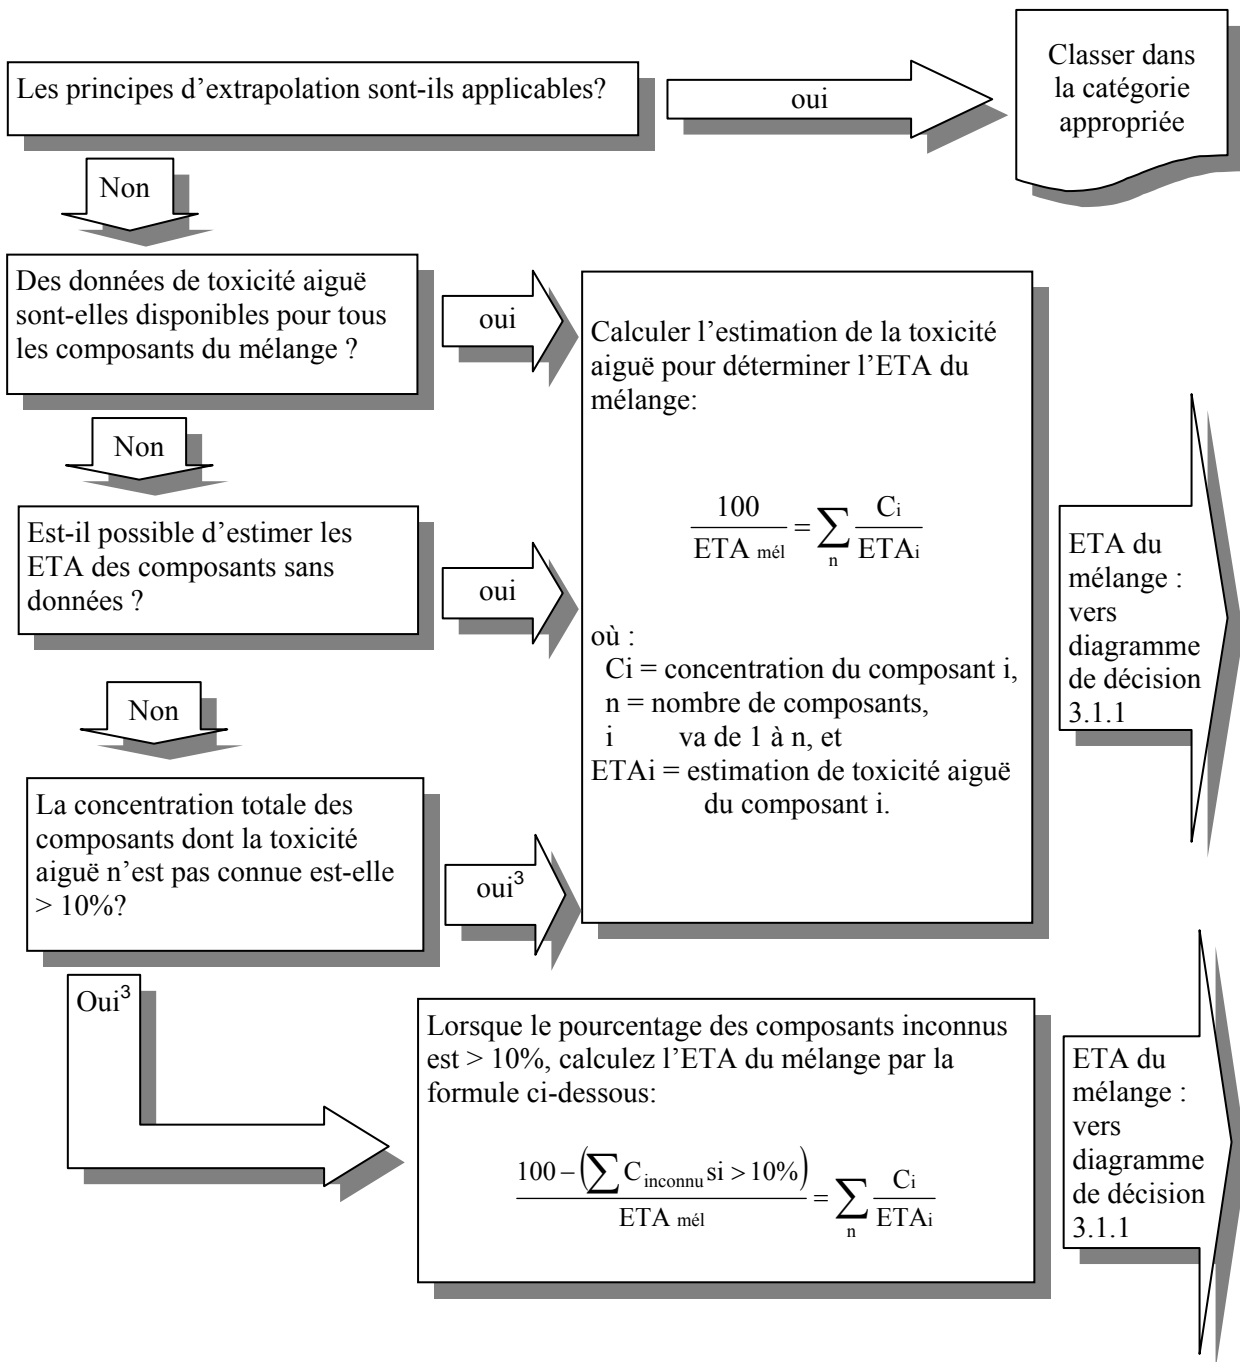 Les principes d'extrapolation sont-ils applicables?
oui
Classer dans
la catégorie
appropriée
Non
Des données de toxicité aiguë
sont-elles disponibles pour tous
les composants du mélange ?
oui
Non
Est-il possible d'estimer les
ETA des composants sans
données ?
oui
Non
La concentration totale des
composants dont la toxicité
aiguë n'est pas connue est-elle
> 10%?
oui³
Oui³
Calculer l'estimation de la toxicité
aiguë pour déterminer l'ETA du
mélange:
100 / ETA mél = ∑ n Ci / ETAi
où :
Ci = concentration du composant i,
n = nombre de composants,
i va de 1 à n, et
ETAi = estimation de toxicité aiguë
du composant i.
ETA du
mélange :
vers
diagramme
de décision
3.1.1
Lorsque le pourcentage des composants inconnus
est > 10%, calculez l'ETA du mélange par la
formule ci-dessous:
100 − (∑ C inconnu si > 10%) / ETA mél = ∑ n Ci / ETAi
ETA du
mélange :
vers
diagramme
de décision
3.1.1